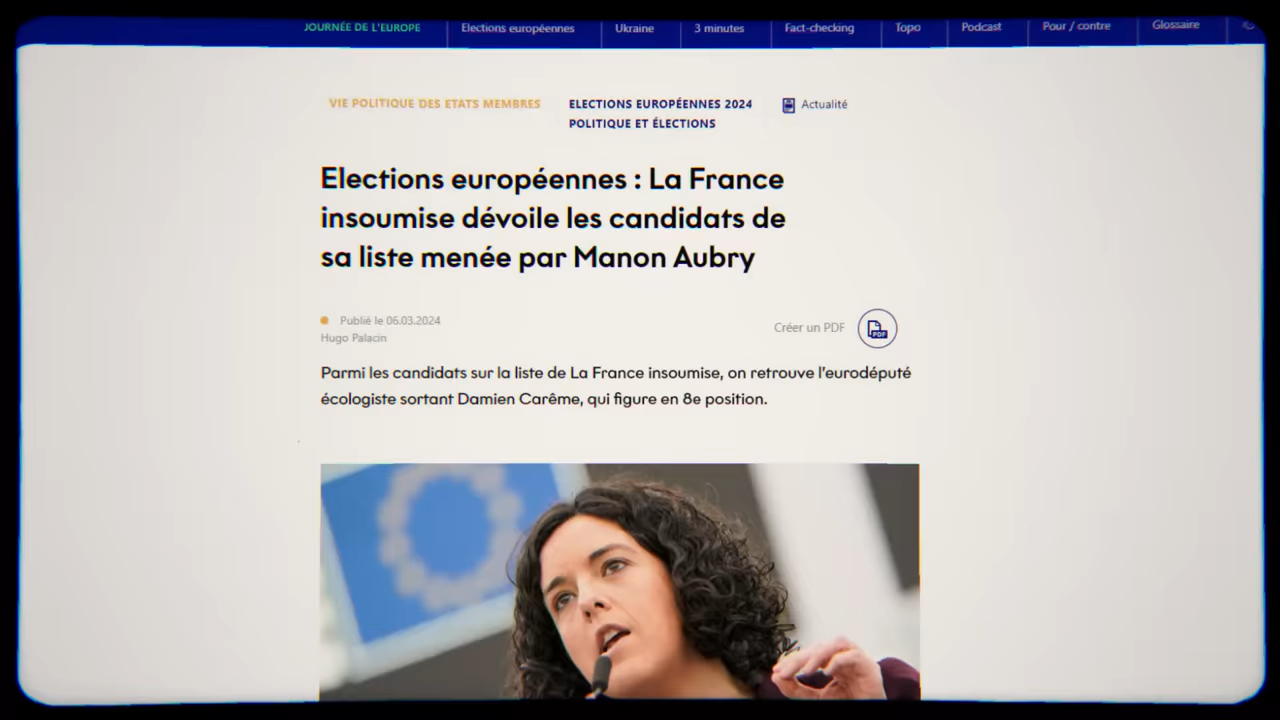 JOURNÉE DE L'EUROPE Elections européennes Ukraine 3 minutes Fact-checking Topo Podcast Pour / contre Glossaire
VIE POLITIQUE DES ETATS MEMBRES ELECTIONS EUROPÉENNES 2024 Actualité
POLITIQUE ET ÉLECTIONS
Elections européennes : La France
insoumise dévoile les candidats de
sa liste menée par Manon Aubry
Publié le 06.03.2024
Hugo Palacin
Créer un PDF
PDF
Parmi les candidats sur la liste de La France insoumise, on retrouve l'eurodéputé
écologiste sortant Damien Carême, qui figure en 8e position.